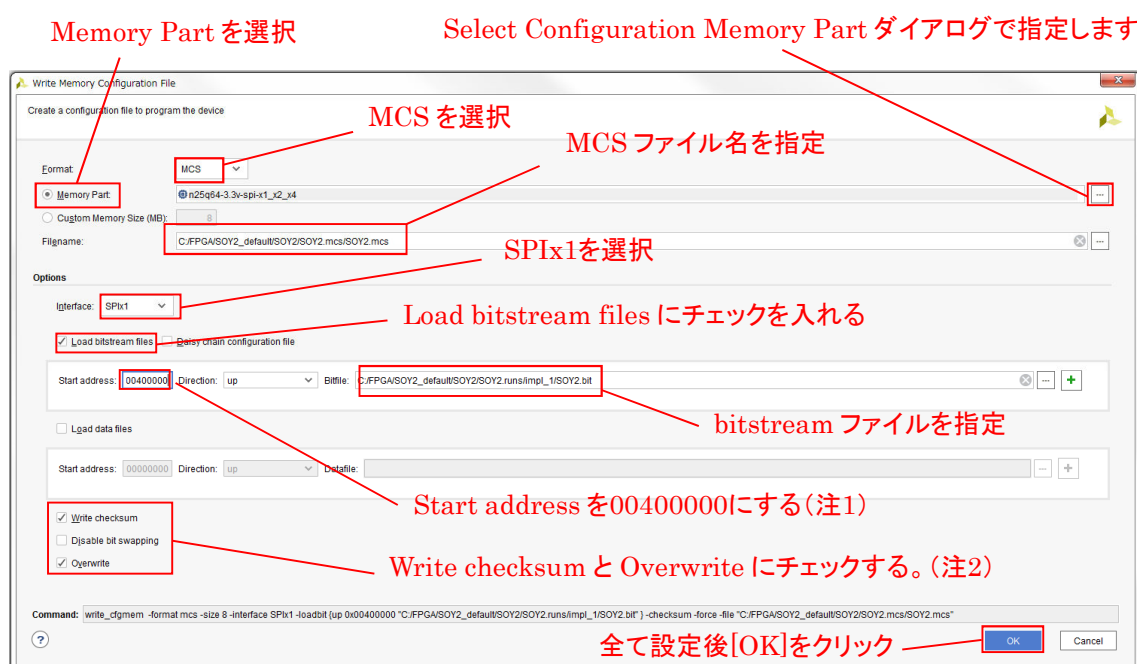 Memory Part を選択
Select Configuration Memory Part ダイアログで指定します
Write Memory Configuration File
Create a configuration file to program the device
MCS を選択
MCS ファイル名を指定
Format: MCS
Memory Part: n25q64-3.3v-spi-x1_x2_x4 ...
Custom Memory Size (MB): 8
Filename: C:/FPGA/SOY2_default/SOY2/SOY2.mcs/SOY2.mcs ...
SPIx1を選択
Options
Interface: SPIx1
Load bitstream files にチェックを入れる
Load bitstream files Daisy chain configuration file
Start address: 00400000 Direction: up Bitfile: C:/FPGA/SOY2_default/SOY2/SOY2.runs/impl_1/SOY2.bit ... +
bitstream ファイルを指定
Load data files
Start address: 00000000 Direction: up Datafile: ... +
Start address を00400000にする(注1)
Write checksum
Disable bit swapping
Overwrite
Write checksum と Overwrite にチェックする。(注2)
Command: write_cfgmem -format mcs -size 8 -interface SPIx1 -loadbit {up 0x00400000 "C:/FPGA/SOY2_default/SOY2/SOY2.runs/impl_1/SOY2.bit" } -checksum -force -file "C:/FPGA/SOY2_default/SOY2/SOY2.mcs/SOY2.mcs"
全て設定後[OK]をクリック
? OK Cancel